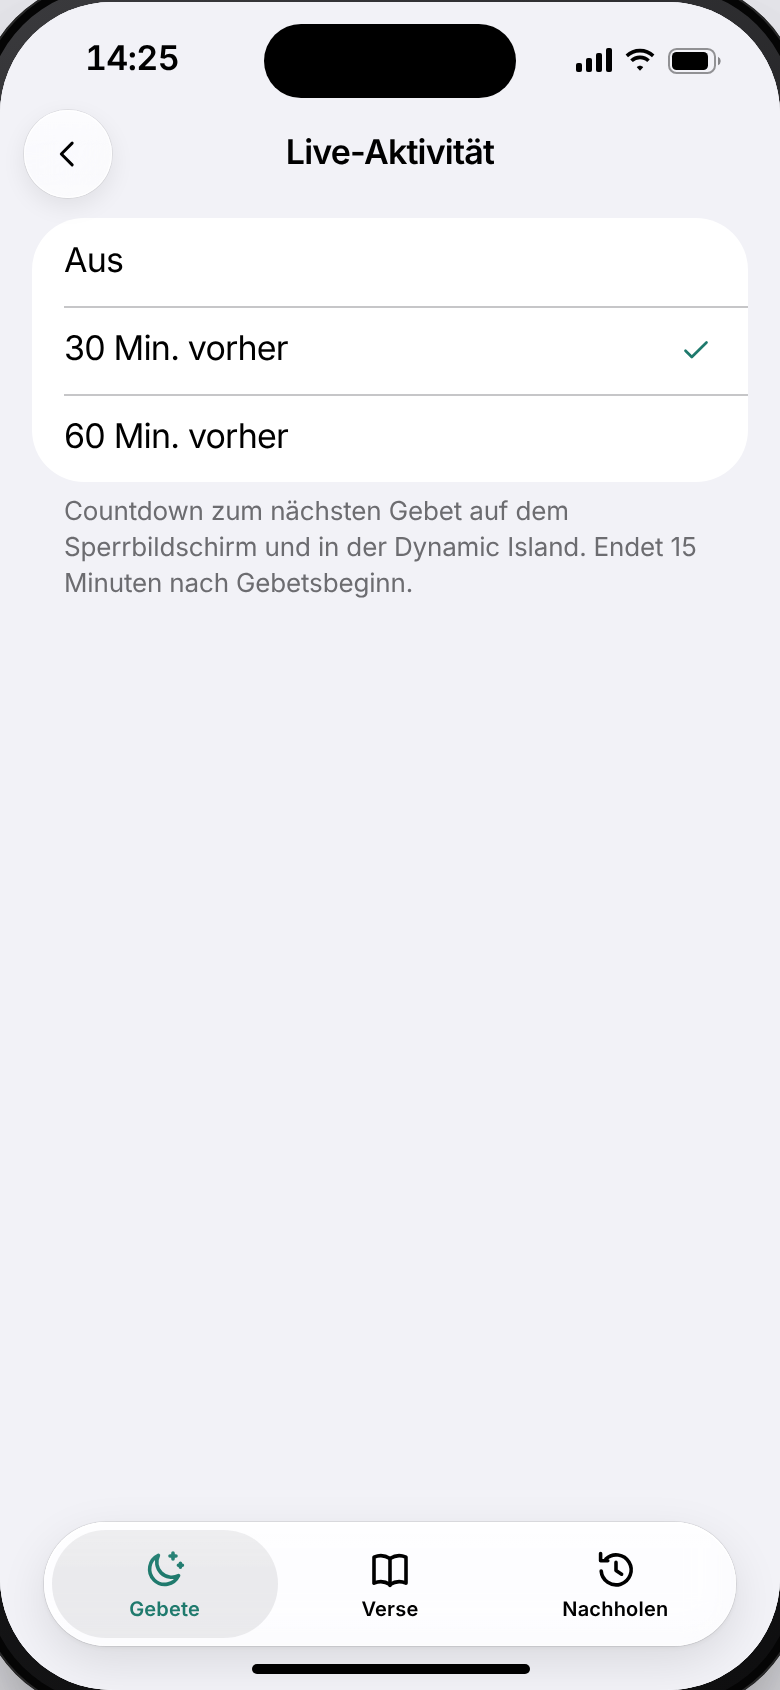 14:25
Live-Aktivität
Aus
30 Min. vorher
60 Min. vorher
Countdown zum nächsten Gebet auf dem
Sperrbildschirm und in der Dynamic Island. Endet 15
Minuten nach Gebetsbeginn.
Gebete
Verse
Nachholen